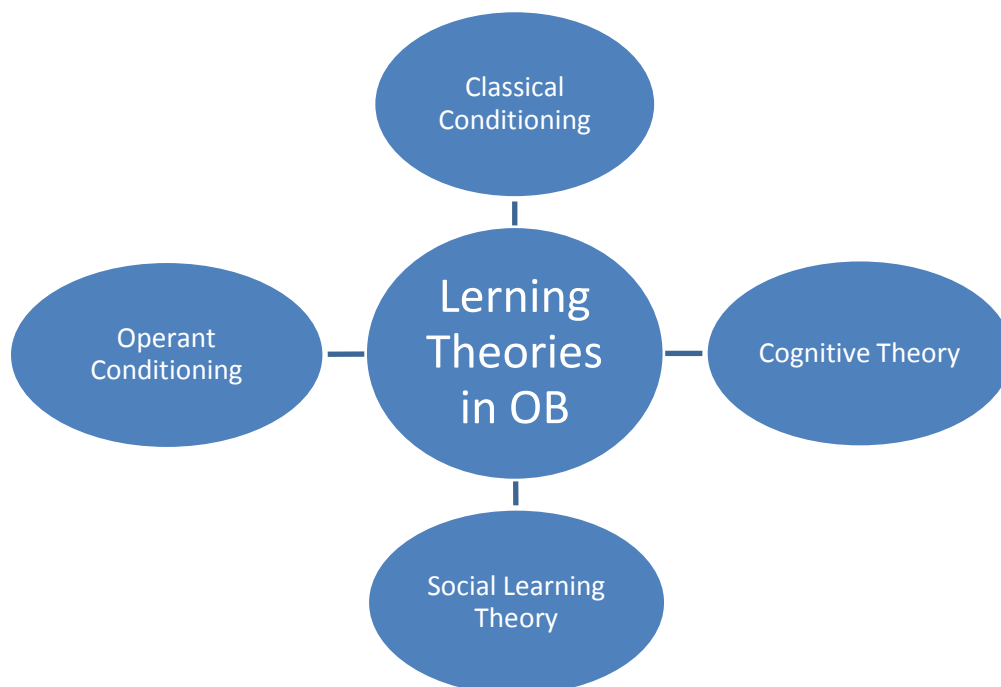 Classical
Conditioning
Operant
Conditioning
Lerning
Theories
in OB
Cognitive Theory
Social Learning
Theory